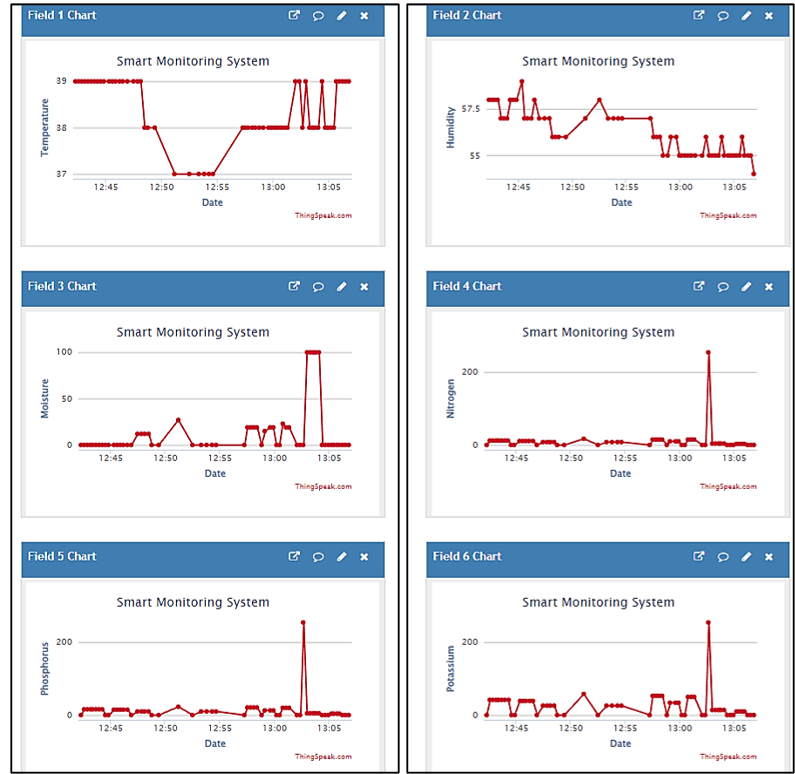 Field 1 Chart
Smart Monitoring System
Temperature
39
38
37
12:45 12:50 12:55 13:00 13:05
Date
ThingSpeak.com
Field 2 Chart
Smart Monitoring System
Humidity
57.5
55
12:45 12:50 12:55 13:00 13:05
Date
ThingSpeak.com
Field 3 Chart
Smart Monitoring System
Moisture
100
50
0
12:45 12:50 12:55 13:00 13:05
Date
ThingSpeak.com
Field 4 Chart
Smart Monitoring System
Nitrogen
200
0
12:45 12:50 12:55 13:00 13:05
Date
ThingSpeak.com
Field 5 Chart
Smart Monitoring System
Phosphorus
200
0
12:45 12:50 12:55 13:00 13:05
Date
ThingSpeak.com
Field 6 Chart
Smart Monitoring System
Potassium
200
0
12:45 12:50 12:55 13:00 13:05
Date
ThingSpeak.com